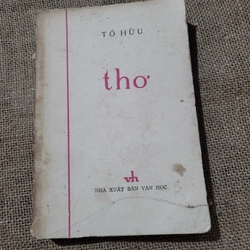 TỐ HỮU
thơ
vh
NHÀ XUẤT BẢN VĂN HỌC